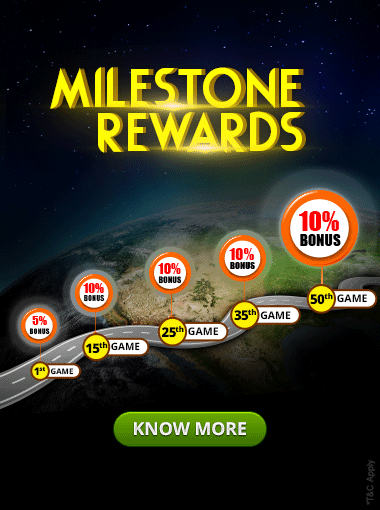 MILESTONE
REWARDS
5%
BONUS
1st GAME
10%
BONUS
15th GAME
10%
BONUS
25th GAME
10%
BONUS
35th GAME
10%
BONUS
50th GAME
KNOW MORE
*T&C Apply